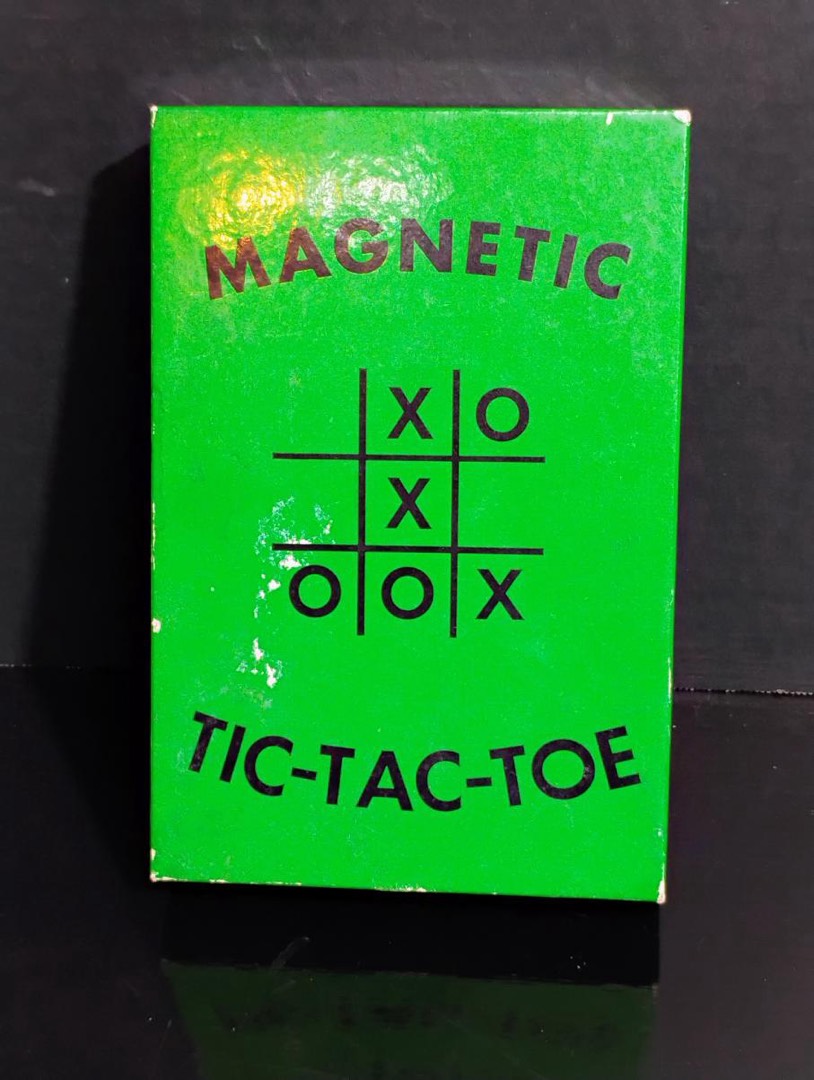 MAGNETIC
X O
X
O O X
TIC-TAC-TOE